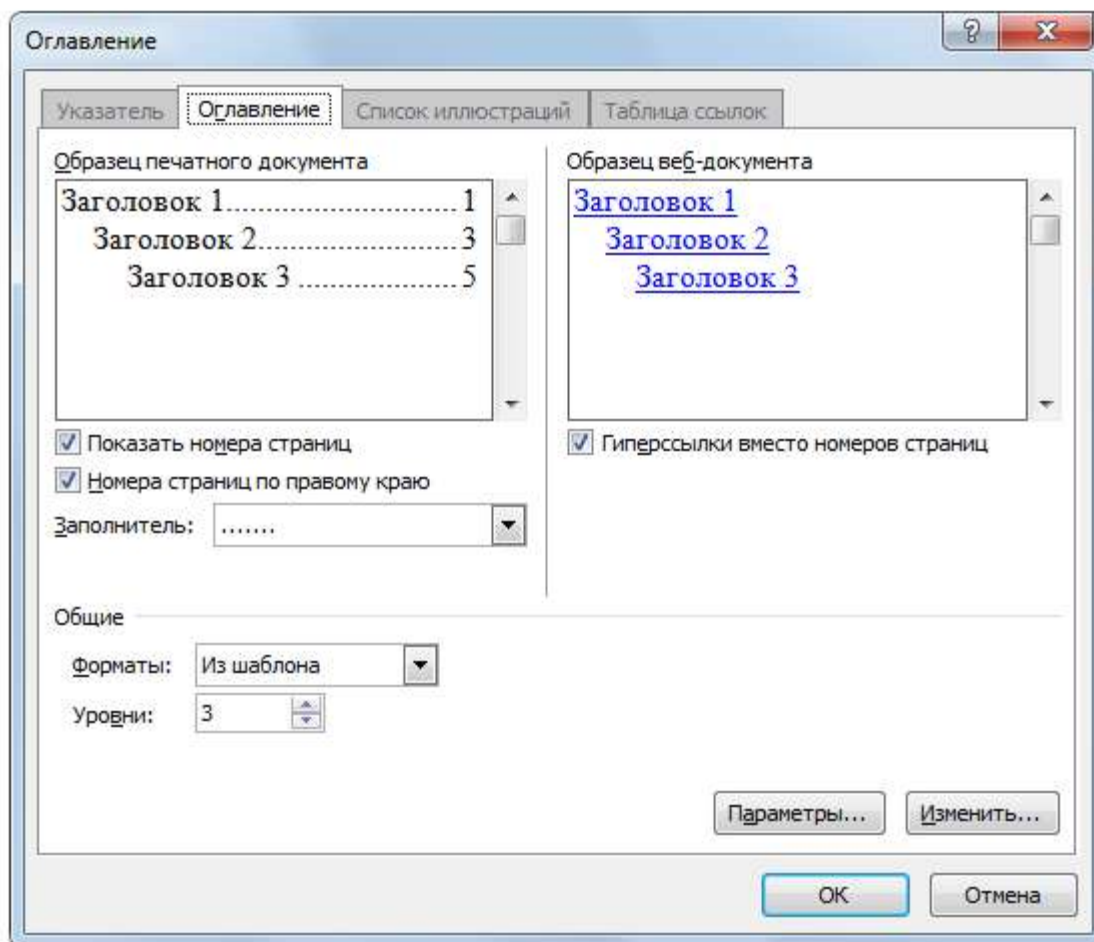 Оглавление
Указатель Оглавление Список иллюстраций Таблица ссылок
Образец печатного документа
Заголовок 1..............................1
Заголовок 2.........................3
Заголовок 3....................5
Показать номера страниц
Номера страниц по правому краю
Заполнитель: .......
Образец веб-документа
Заголовок 1
Заголовок 2
Заголовок 3
Гиперссылки вместо номеров страниц
Общие
Форматы: Из шаблона
Уровни: 3
Параметры... Изменить...
ОК Отмена